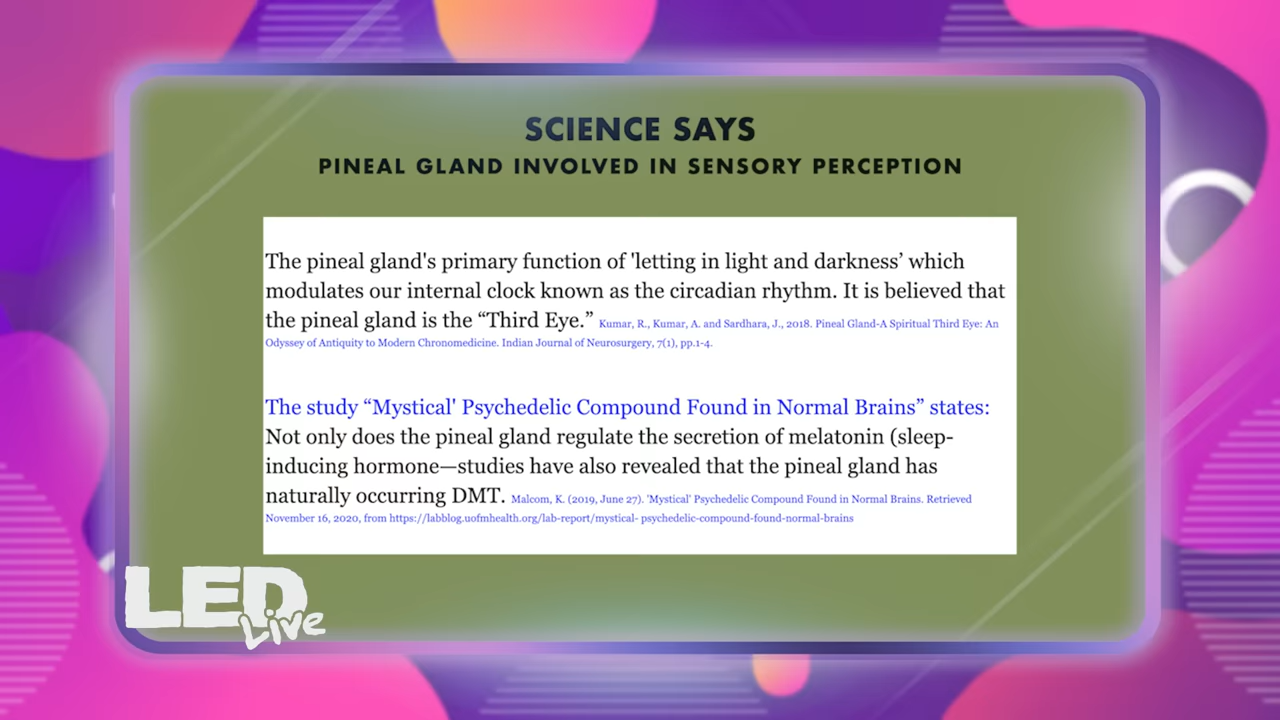 SCIENCE SAYS
PINEAL GLAND INVOLVED IN SENSORY PERCEPTION
The pineal gland's primary function of 'letting in light and darkness’ which
modulates our internal clock known as the circadian rhythm. It is believed that
the pineal gland is the “Third Eye.” Kumar, R., Kumar, A. and Sardhara, J., 2018. Pineal Gland-A Spiritual Third Eye: An
Odyssey of Antiquity to Modern Chronomedicine. Indian Journal of Neurosurgery, 7(1), pp.1-4.
The study “Mystical' Psychedelic Compound Found in Normal Brains” states:
Not only does the pineal gland regulate the secretion of melatonin (sleep-
inducing hormone—studies have also revealed that the pineal gland has
naturally occurring DMT. Malcom, K. (2019, June 27). 'Mystical' Psychedelic Compound Found in Normal Brains. Retrieved
November 16, 2020, from https://labblog.uofmhealth.org/lab-report/mystical- psychedelic-compound-found-normal-brains
LED
Live